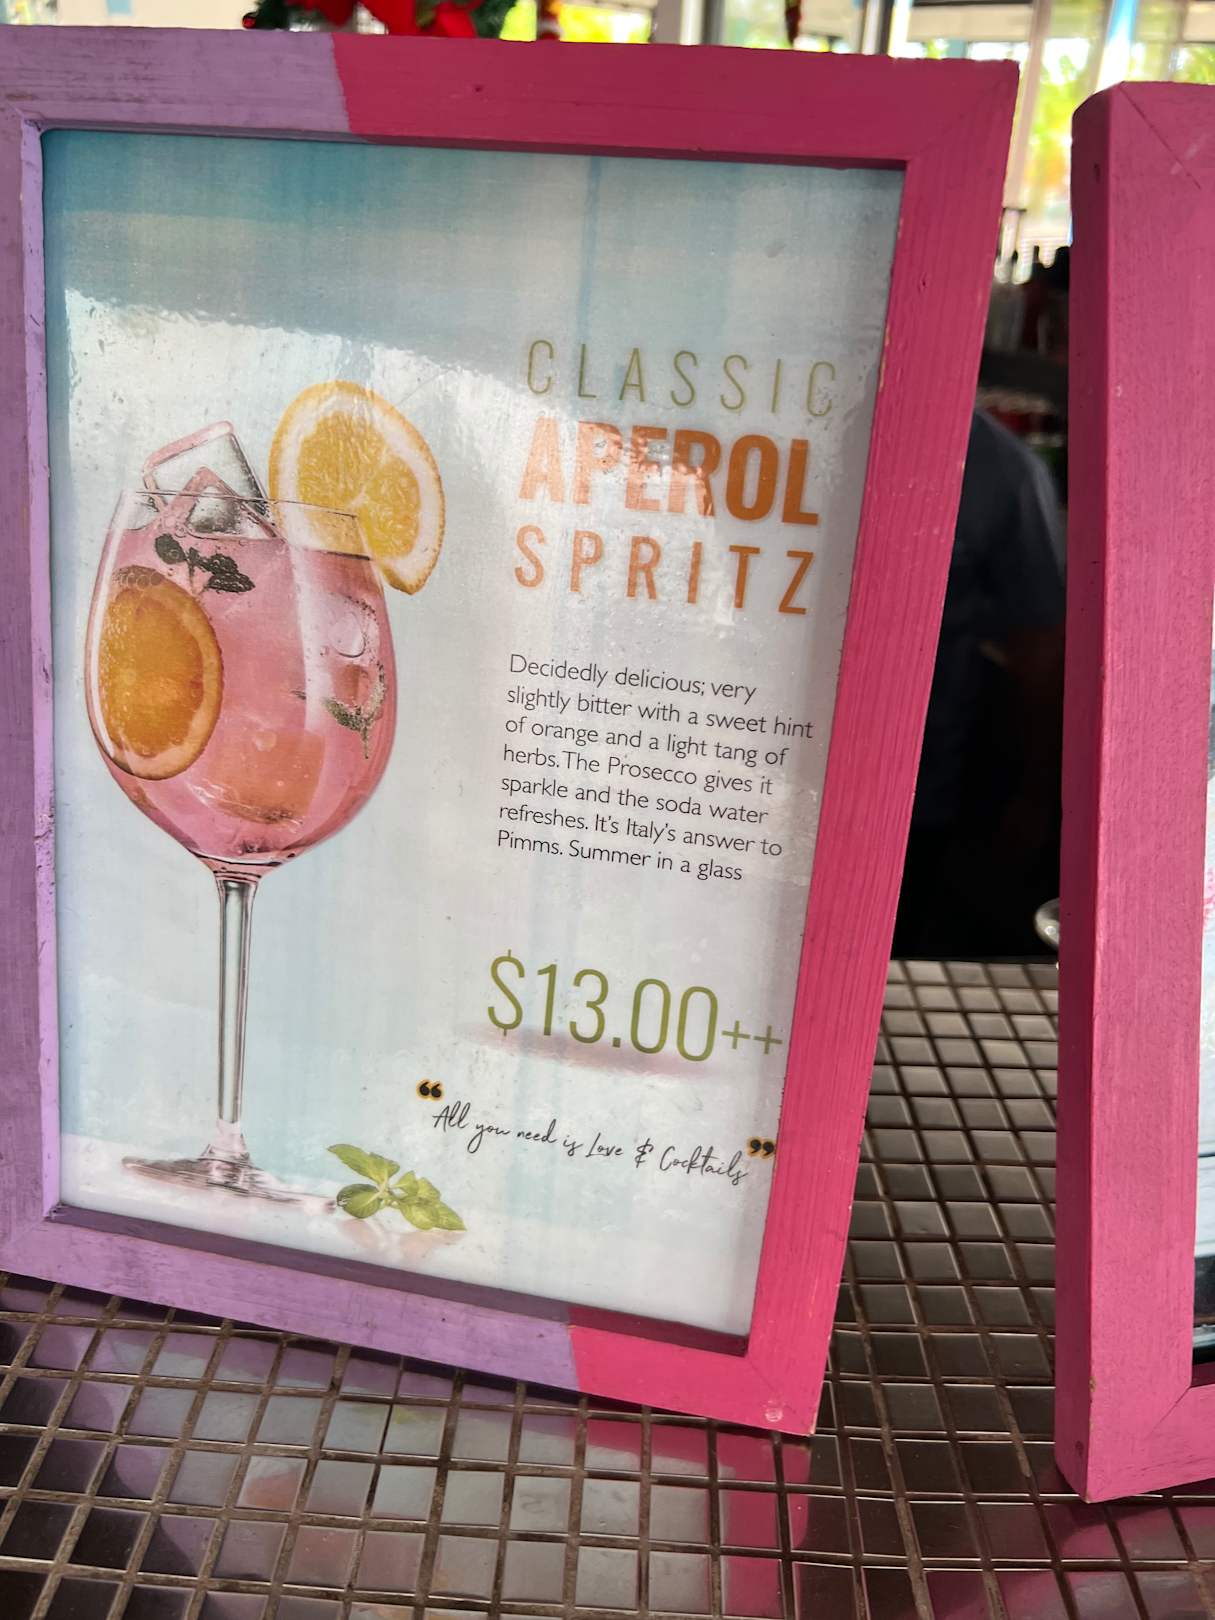 CLASSIC
APEROL
SPRITZ
Decidedly delicious; very
slightly bitter with a sweet hint
of orange and a light tang of
herbs. The Prosecco gives it
sparkle and the soda water
refreshes. It's Italy's answer to
Pimms. Summer in a glass
$13.00++
“All you need is Love & Cocktails”